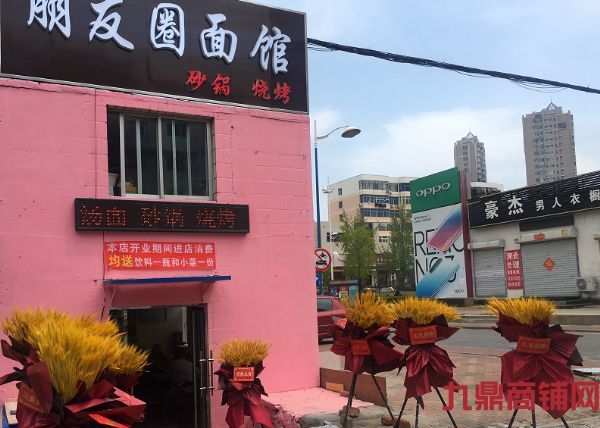 朋友圈面馆
砂锅 烧烤
汤面 砂锅 烧烤
本店开业期间进店消费
均送饮料一瓶和小菜一份
oppo
RENO
豪杰 男人衣橱
九鼎商铺网